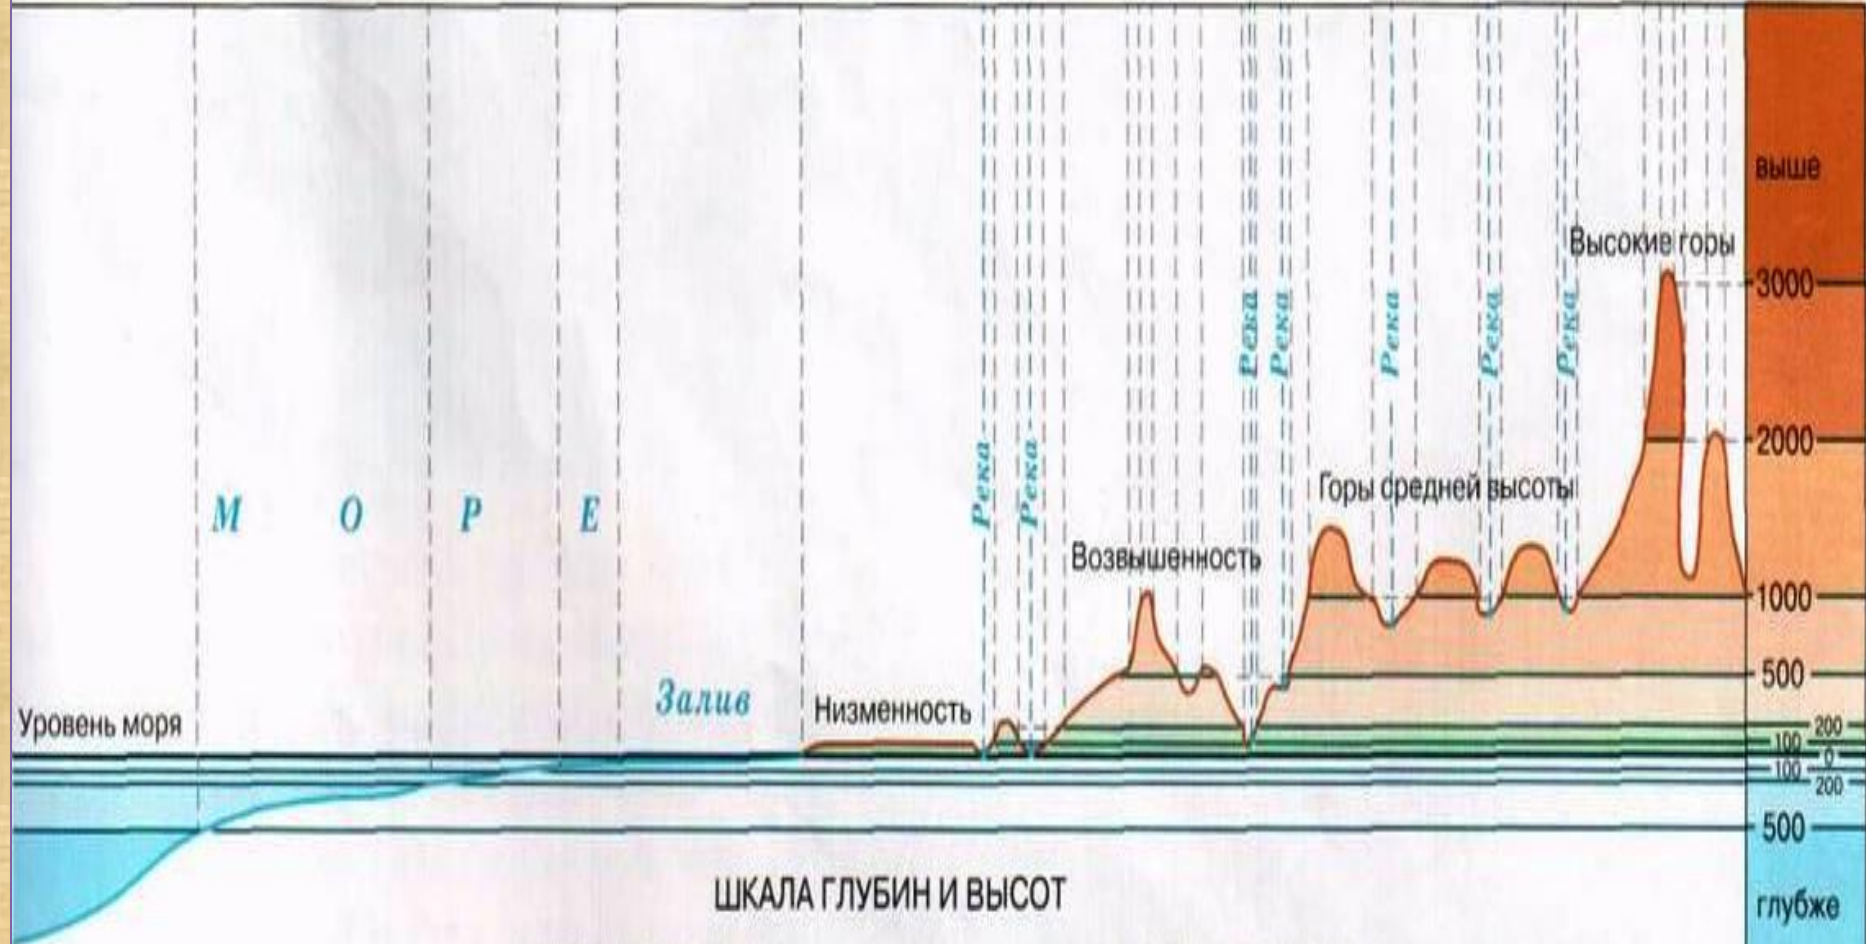 выше
Высокие горы
3000
Река
Река
Река
Река
Река
2000
Река
Река
Горы средней высоты
М О Р Е
Возвышенность
1000
500
Залив
Низменность
Уровень моря
200
100
0
100
200
500
ШКАЛА ГЛУБИН И ВЫСОТ
глубже